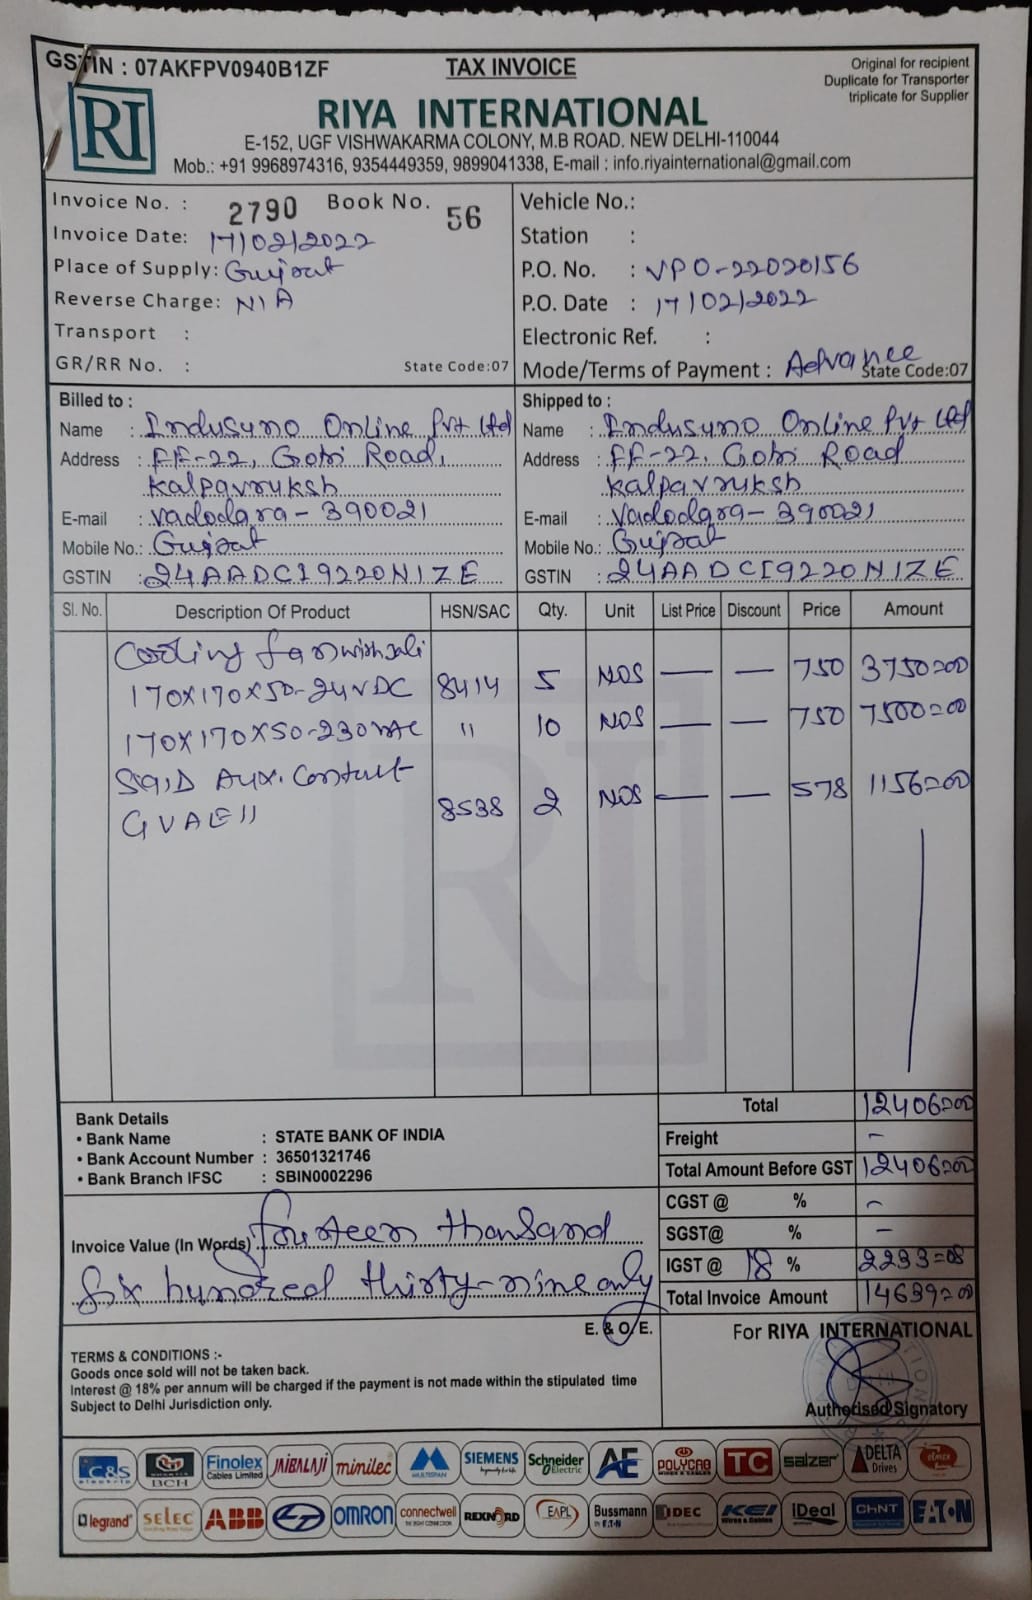 GSTIN : 07AKFPV0940B1ZF
TAX INVOICE
Original for recipient
Duplicate for Transporter
triplicate for Supplier
RI
RIYA INTERNATIONAL
E-152, UGF VISHWAKARMA COLONY, M.B ROAD. NEW DELHI-110044
Mob.: +91 9968974316, 9354449359, 9899041338, E-mail : info.riyainternational@gmail.com
Invoice No. : 2790 Book No. 56
Invoice Date: 17/02/2022
Place of Supply: Gujrat
Reverse Charge: N/A
Transport :
GR/RR No. : State Code:07
Vehicle No.:
Station :
P.O. No. : VPO-22020156
P.O. Date : 17/02/2022
Electronic Ref. :
Mode/Terms of Payment : Advance
State Code:07
Billed to :
Name : Indusuno Online Pvt Ltd
Address : FF-22, Gotri Road,
Kalpavruksh
E-mail : Vadodara-390021
Mobile No.: Gujrat
GSTIN : 24AADCI9220N1ZE
Shipped to :
Name : Indusuno Online Pvt Ltd
Address : FF-22, Gotri Road
Kalpavruksh
E-mail : Vadodara-390021
Mobile No.: Gujrat
GSTIN : 24AADCI9220N1ZE
Sl. No. Description Of Product HSN/SAC Qty. Unit List Price Discount Price Amount
Cooling fan with Jali
170X170X50-24VDC 8414 5 NOS — — 750 3750=00
170X170X50-230VAC " 10 NOS — — 750 7500=00
Sq.D Aux. Contact
GVAE11 8538 2 NOS — — 578 1156=00
Total 12406=00
Freight -
Total Amount Before GST 12406=00
CGST @ % -
SGST@ % -
IGST @ 18 % 2233=08
Total Invoice Amount 14639=00
Bank Details
• Bank Name : STATE BANK OF INDIA
• Bank Account Number : 36501321746
• Bank Branch IFSC : SBIN0002296
Invoice Value (In Words) fourteen thousand
Six hundred thirty-nine only
E. & O. E.
TERMS & CONDITIONS :-
Goods once sold will not be taken back.
Interest @ 18% per annum will be charged if the payment is not made within the stipulated time
Subject to Delhi Jurisdiction only.
For RIYA INTERNATIONAL
Authorised Signatory
C&S electric BCH Finolex Cables Limited JAIBALAJI minilec MULTISPAN SIEMENS Schneider Electric AE POLYCAB TC salzer DELTA Drives
legrand selec ABB OMRON connectwell REXNORD EAPL Bussmann by E·T·N IDEC KEI Wires & Cables iDeal CHNT EATON